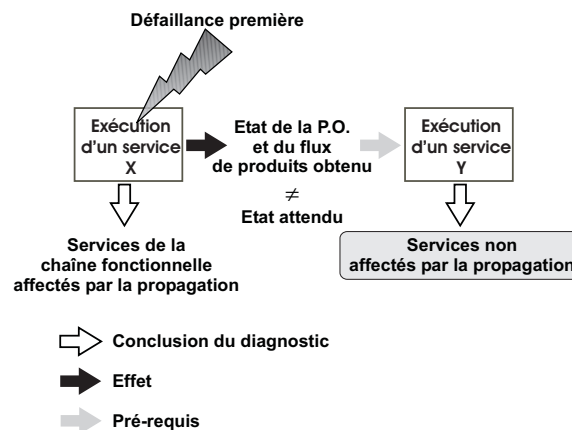 Défaillance première
Exécution
d'un service
X
Etat de la P.O.
et du flux
de produits obtenu
≠
Etat attendu
Exécution
d'un service
Y
Services de la
chaîne fonctionnelle
affectés par la propagation
Services non
affectés par la propagation
Conclusion du diagnostic
Effet
Pré-requis